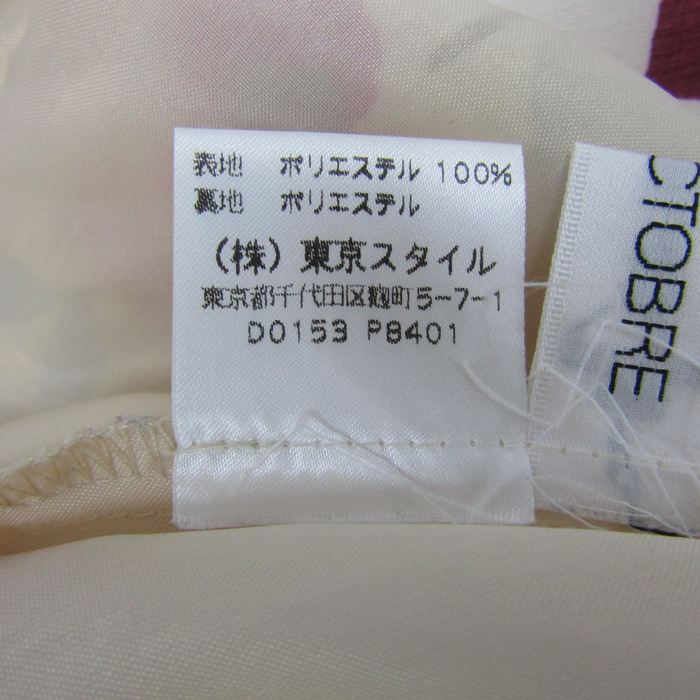 表地 ポリエステル 100%
裏地 ポリエステル
(株) 東京スタイル
東京都千代田区麹町5-7-1
D0153 P8401
CTOBRE